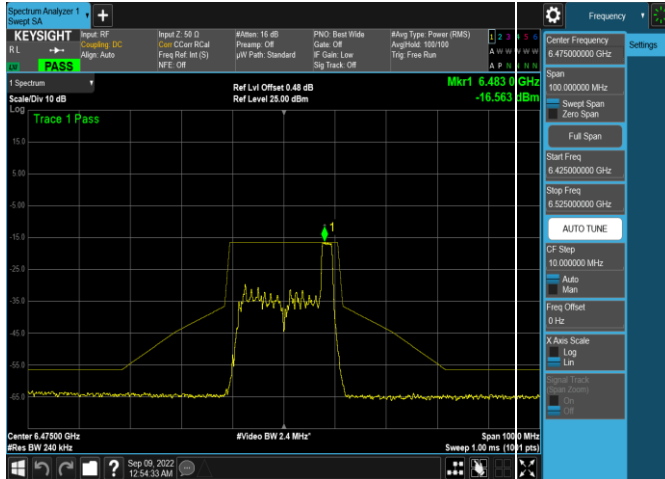 Spectrum Analyzer 1
Swept SA
Frequency
KEYSIGHT
RL
PASS
Input: RF
Coupling: DC
Align: Auto
Input Z: 50 Ω
Corr CCorr RCal
Freq Ref: Int (S)
NFE: Off
#Atten: 16 dB
Preamp: Off
µW Path: Standard
PNO: Best Wide
Gate: Off
IF Gain: Low
Sig Track: Off
#Avg Type: Power (RMS)
Avg|Hold: 100/100
Trig: Free Run
1 2 3 4 5 6
A W W W W W
A P N N N N
1 Spectrum
Scale/Div 10 dB
Ref Lvl Offset 0.48 dB
Ref Level 25.00 dBm
Mkr1 6.483 0 GHz
-16.563 dBm
Log
Trace 1 Pass
15.0
5.00
-5.00
-15.0
-25.0
-35.0
-45.0
-55.0
-65.0
1
Center 6.47500 GHz
#Res BW 240 kHz
#Video BW 2.4 MHz*
Span 100.0 MHz
Sweep 1.00 ms (1001 pts)
Sep 09, 2022
12:54:33 AM
Settings
Center Frequency
6.475000000 GHz
Span
100.000000 MHz
Swept Span
Zero Span
Full Span
Start Freq
6.425000000 GHz
Stop Freq
6.525000000 GHz
AUTO TUNE
CF Step
10.000000 MHz
Auto
Man
Freq Offset
0 Hz
X Axis Scale
Log
Lin
Signal Track
(Span Zoom)
On
Off